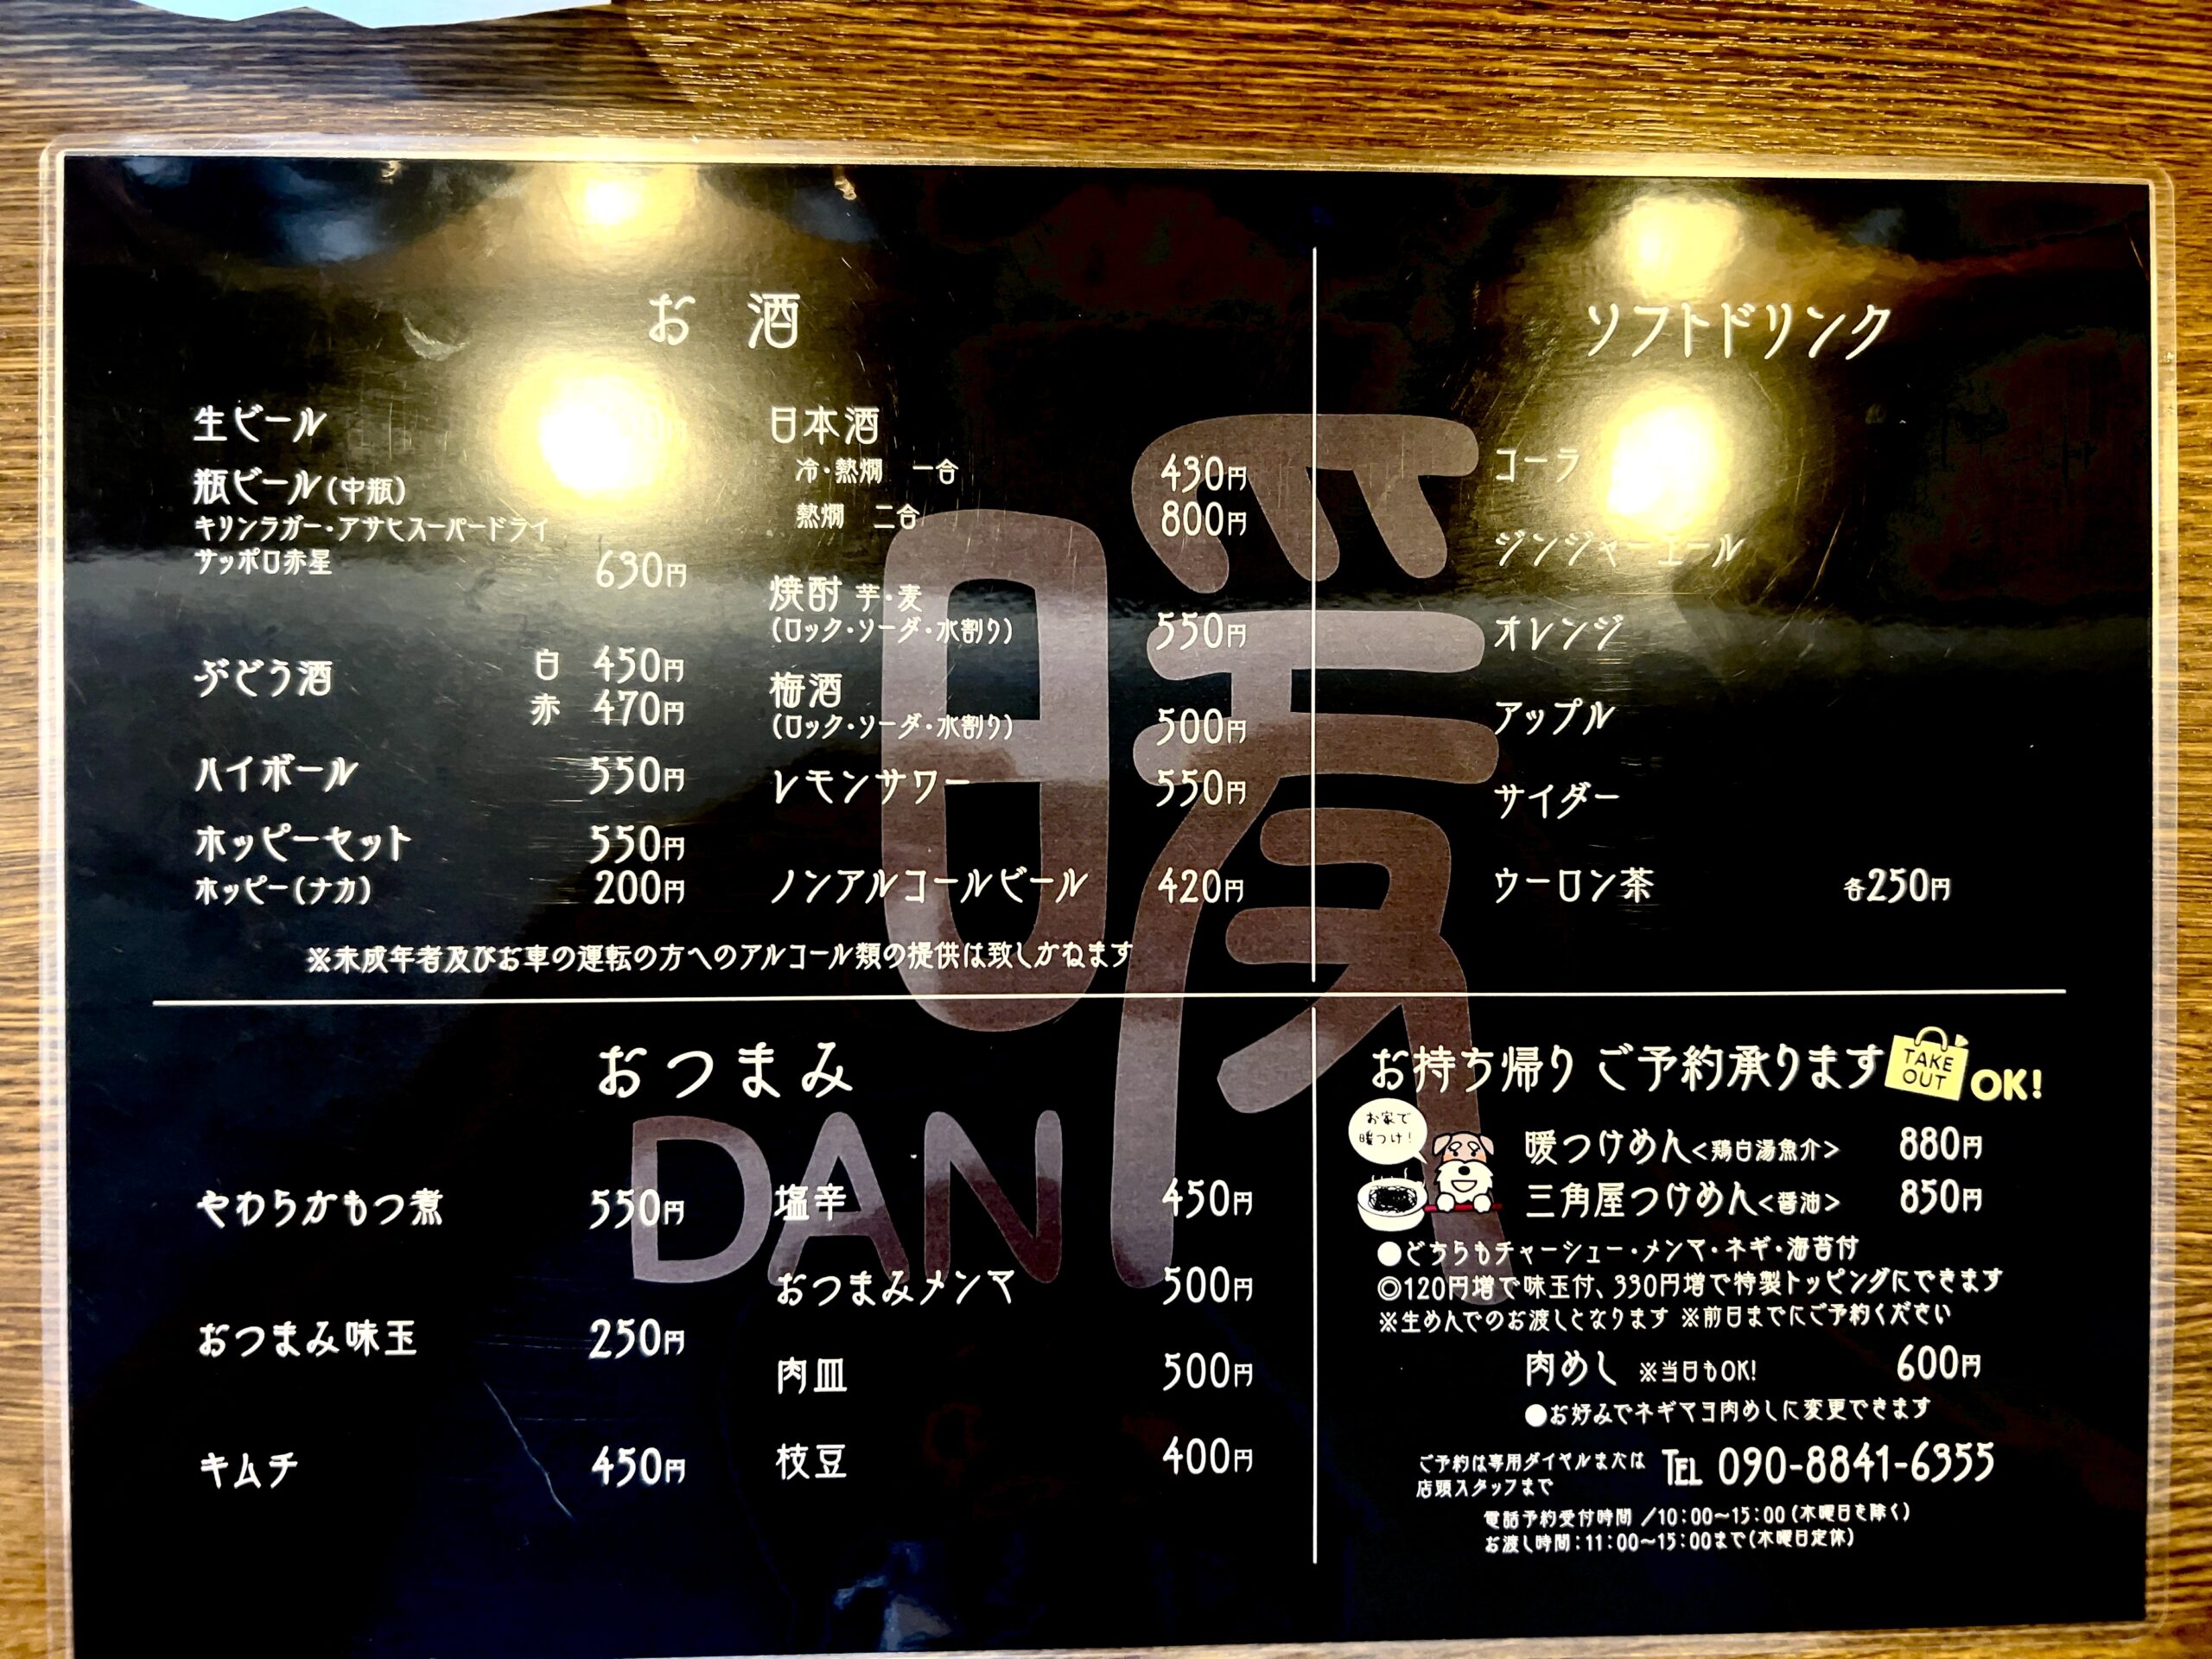 お 酒
生ビール
瓶ビール(中瓶)
キリンラガー・アサヒスーパードライ
サッポロ赤星 630円
ぶどう酒 白 450円
赤 470円
ハイボール 550円
ホッピーセット 550円
ホッピー(ナカ) 200円
日本酒
冷・熱燗 一合 430円
熱燗 二合 800円
焼酎 芋・麦
(ロック・ソーダ・水割り) 550円
梅酒
(ロック・ソーダ・水割り) 500円
レモンサワー 550円
ノンアルコールビール 420円
※未成年者及びお車の運転の方へのアルコール類の提供は致しかねます
ソフトドリンク
コーラ
ジンジャーエール
オレンジ
アップル
サイダー
ウーロン茶 各250円
暖
DAN
おつまみ
やわらかもつ煮 550円
おつまみ味玉 250円
キムチ 450円
塩辛 450円
おつまみメンマ 500円
肉皿 500円
枝豆 400円
お持ち帰り ご予約承ります
TAKE
OUT
OK!
お家で
暖つけ!
暖つけめん<鶏白湯魚介> 880円
三角屋つけめん<醤油> 850円
●どちらもチャーシュー・メンマ・ネギ・海苔付
◎120円増で味玉付、330円増で特製トッピングにできます
※生めんでのお渡しとなります ※前日までにご予約ください
肉めし ※当日もOK! 600円
●お好みでネギマヨ肉めしに変更できます
ご予約は専用ダイヤルまたは
店頭スタッフまで
TEL 090-8841-6355
電話予約受付時間 /10:00~15:00(木曜日を除く)
お渡し時間:11:00~15:00まで(木曜日定休)